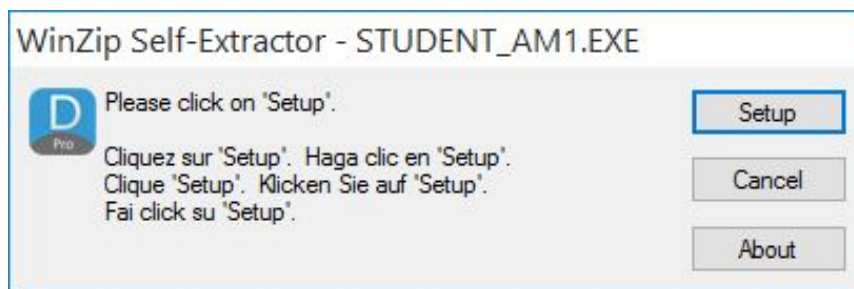 WinZip Self-Extractor - STUDENT_AM1.EXE
D
Pro
Please click on 'Setup'.
Cliquez sur 'Setup'. Haga clic en 'Setup'.
Clique 'Setup'. Klicken Sie auf 'Setup'.
Fai click su 'Setup'.
Setup
Cancel
About